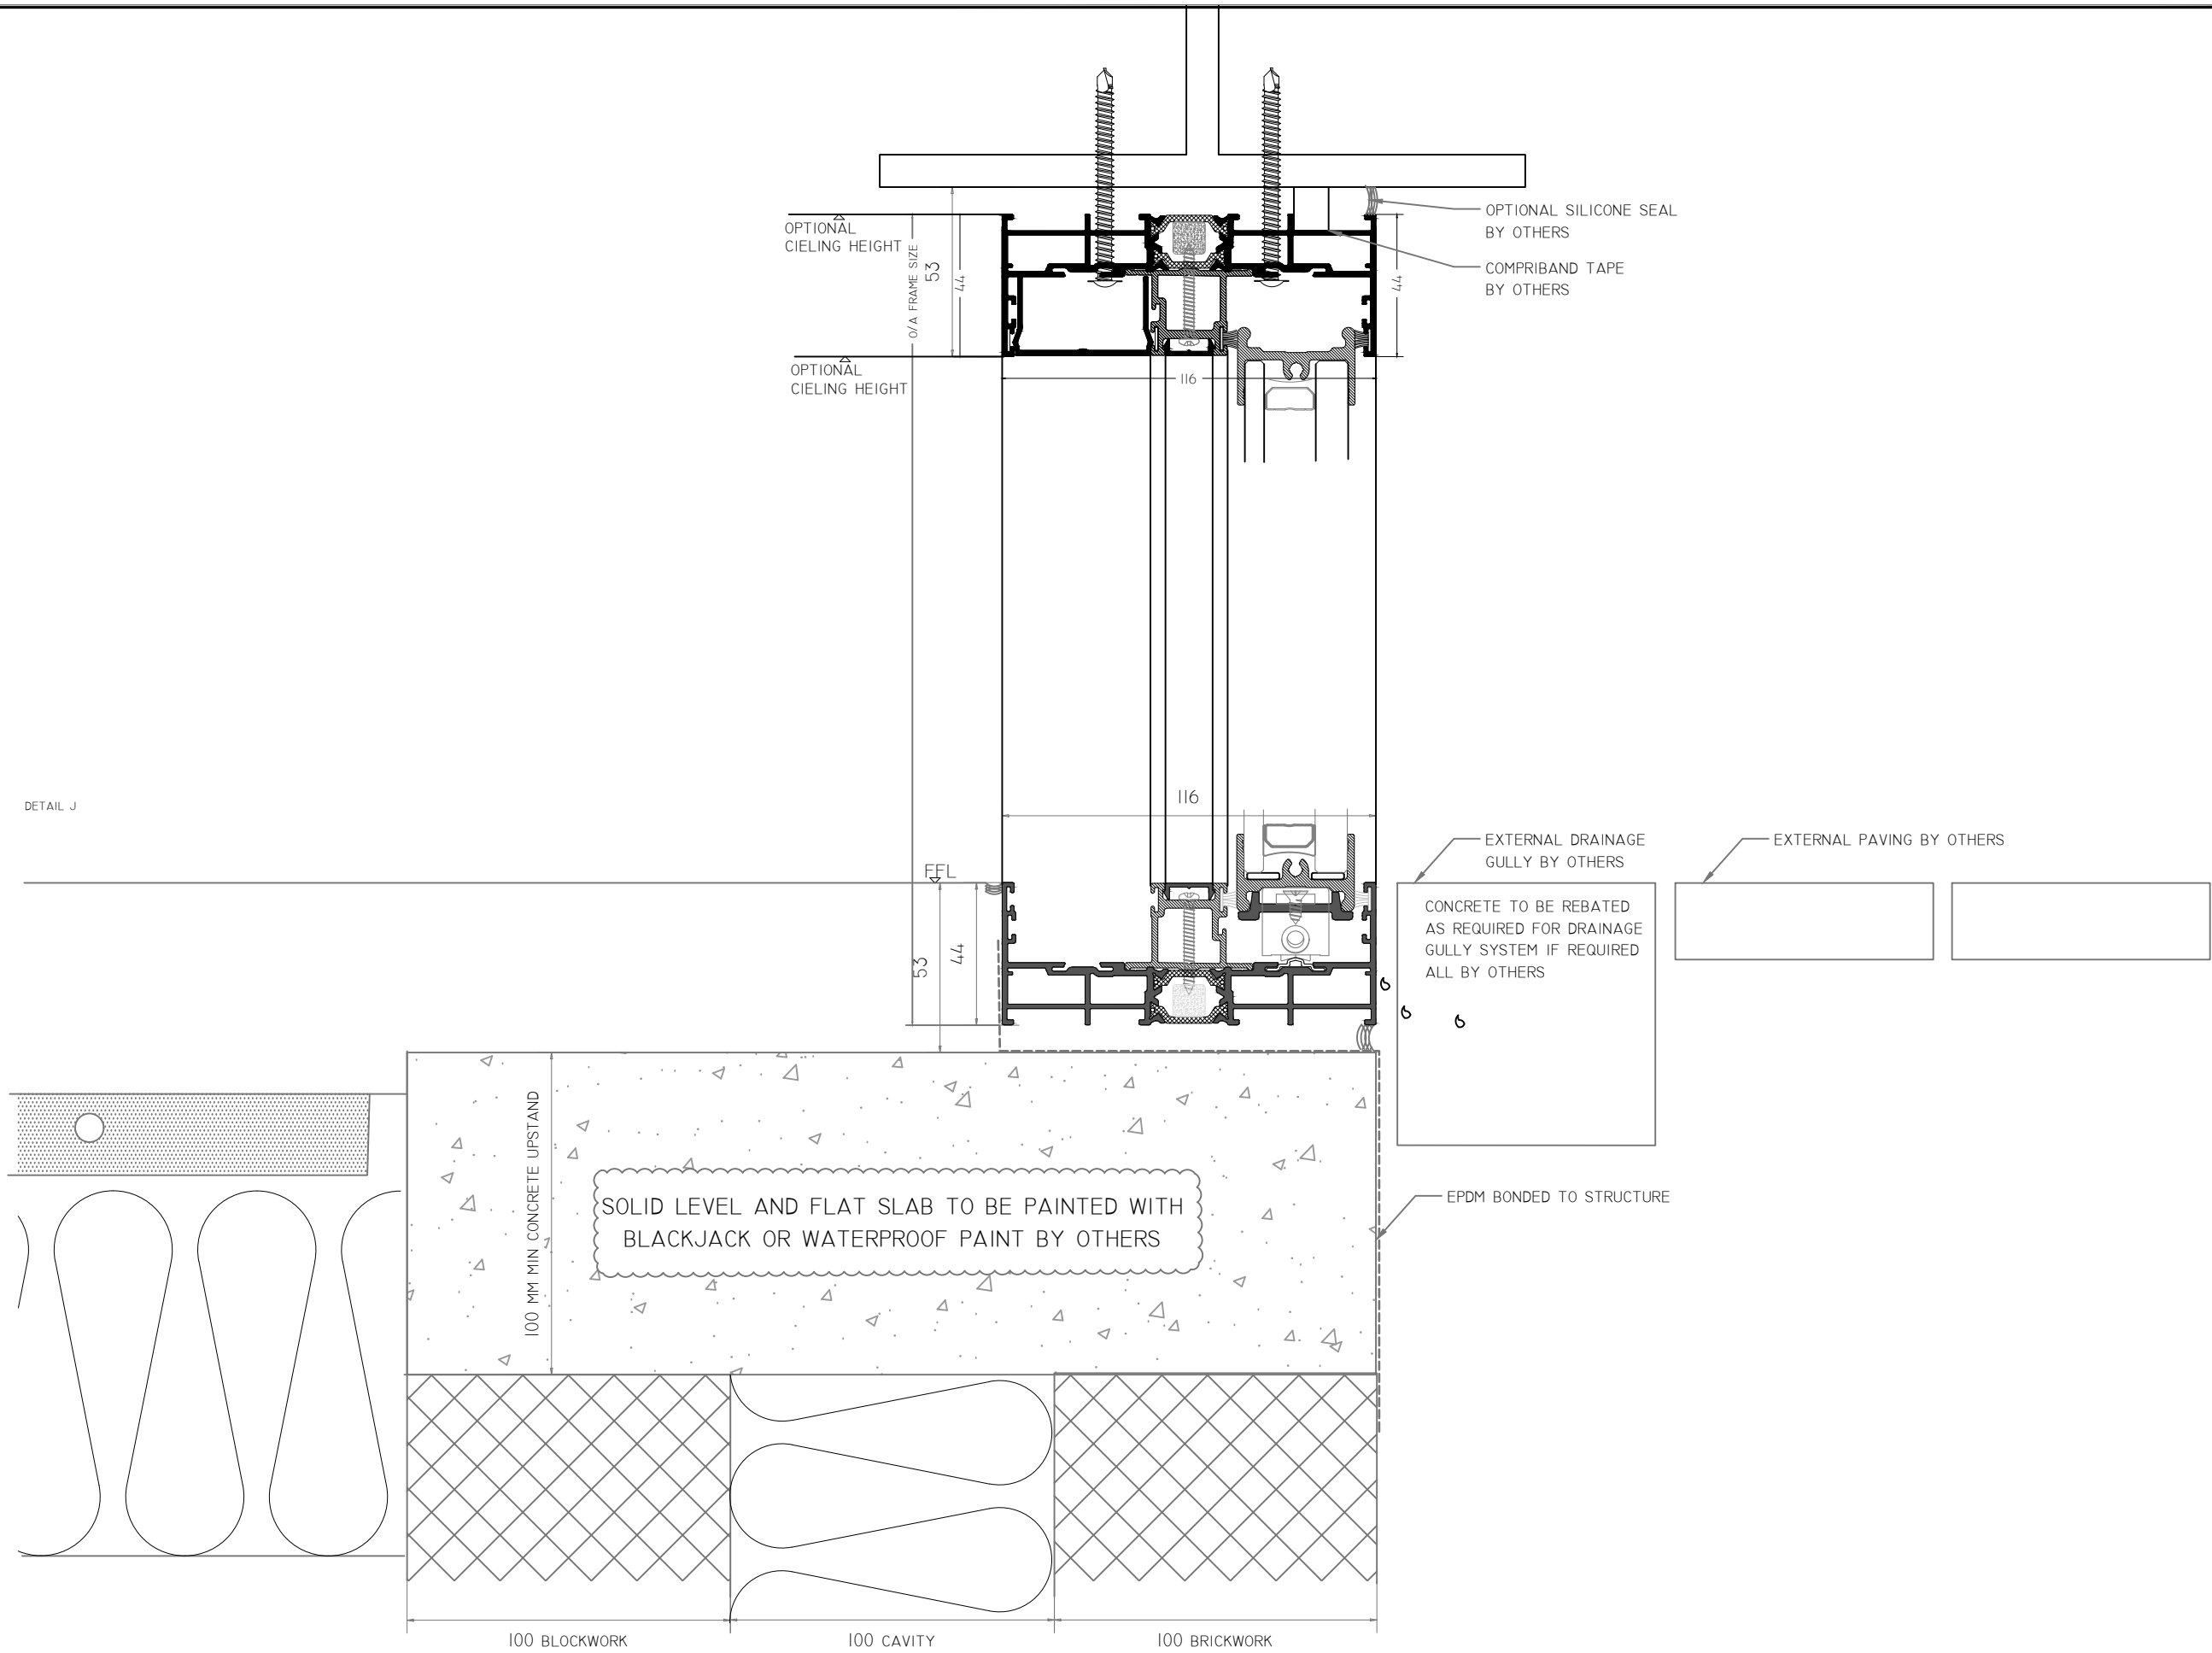 OPTIONAL SILICONE SEAL
BY OTHERS
OPTIONAL
CIELING HEIGHT
O/A FRAME SIZE
53
44
44
COMPRIBAND TAPE
BY OTHERS
OPTIONAL
CIELING HEIGHT
116
DETAIL J
116
EXTERNAL DRAINAGE
GULLY BY OTHERS
EXTERNAL PAVING BY OTHERS
FFL
53
44
CONCRETE TO BE REBATED
AS REQUIRED FOR DRAINAGE
GULLY SYSTEM IF REQUIRED
ALL BY OTHERS
100 MM MIN CONCRETE UPSTAND
SOLID LEVEL AND FLAT SLAB TO BE PAINTED WITH
BLACKJACK OR WATERPROOF PAINT BY OTHERS
EPDM BONDED TO STRUCTURE
100 BLOCKWORK
100 CAVITY
100 BRICKWORK